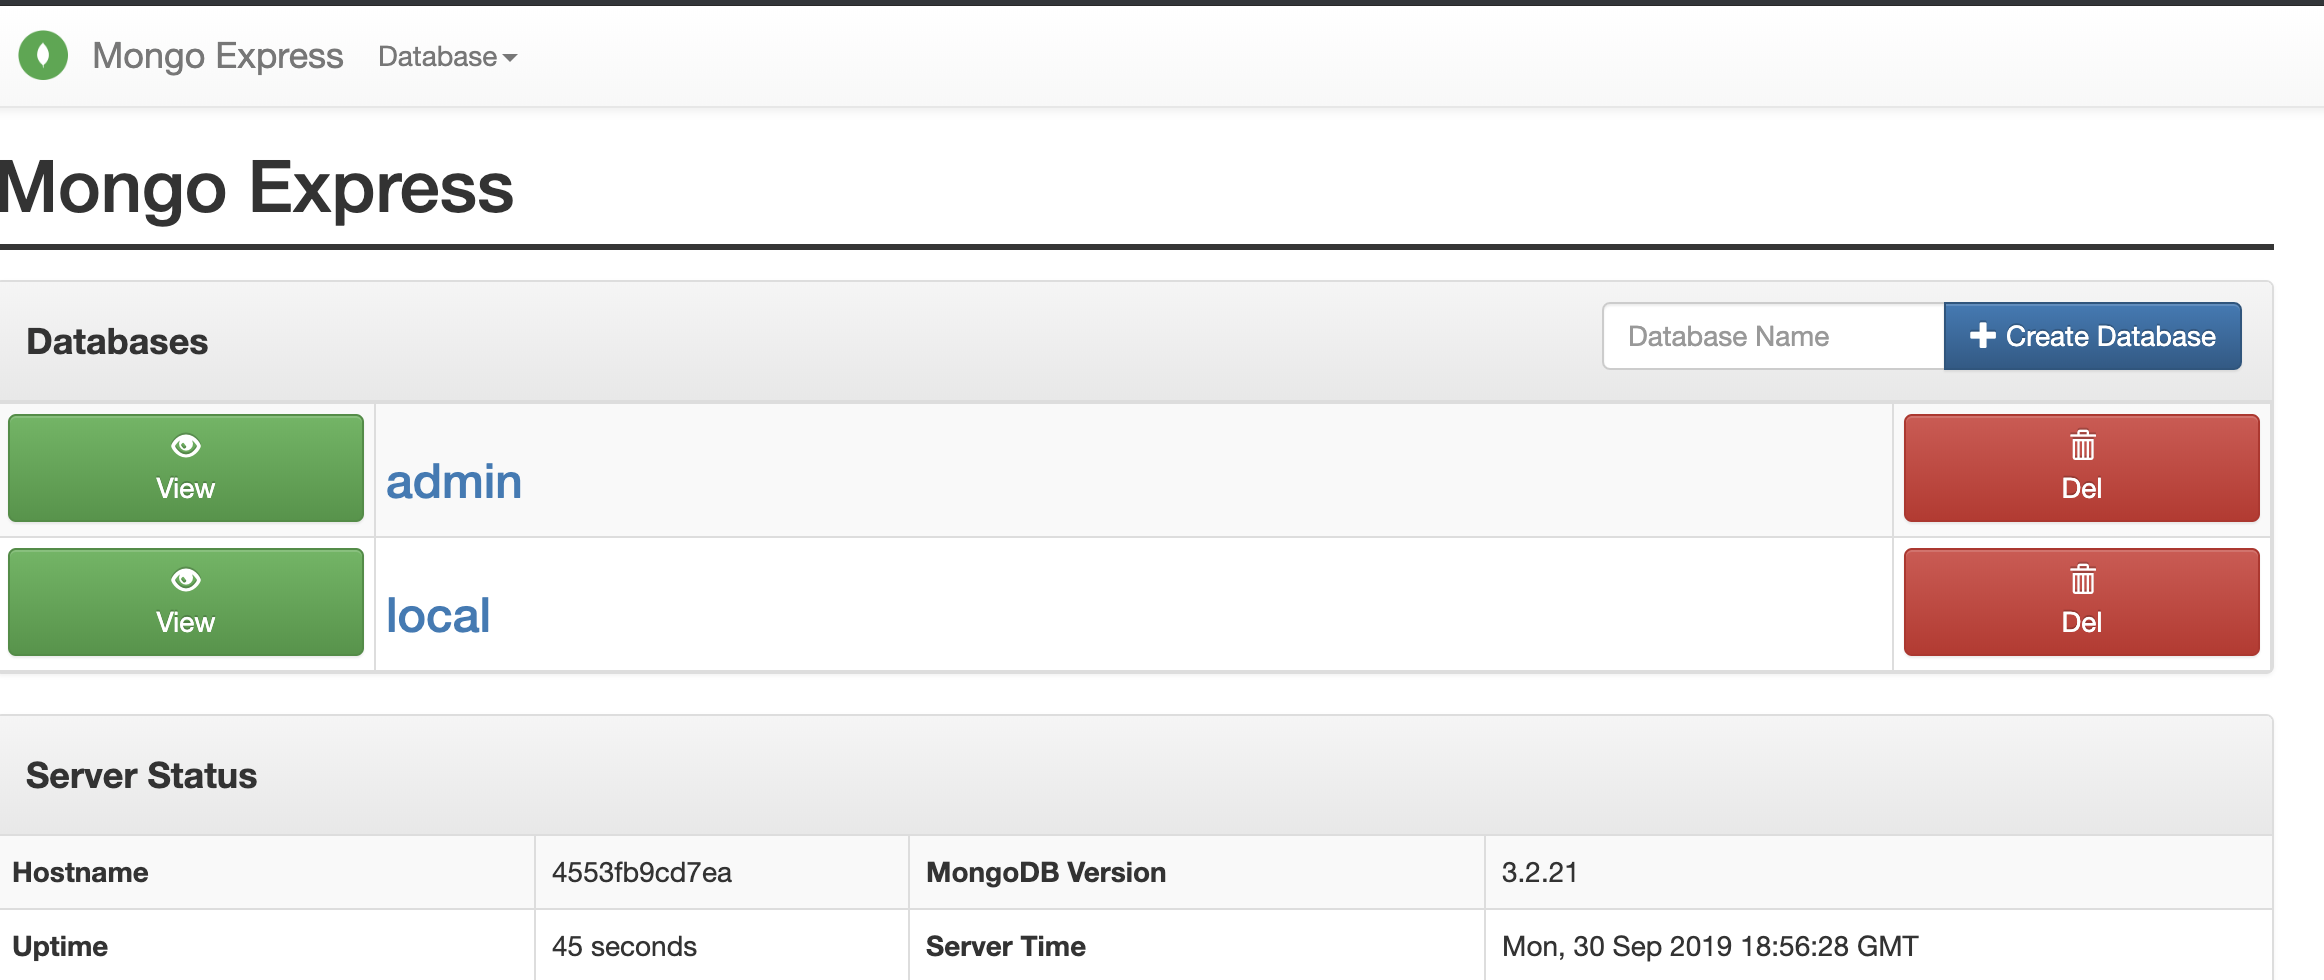 Mongo Express Database
Mongo Express
Databases Database Name Create Database
View admin Del
View local Del
Server Status
Hostname 4553fb9cd7ea MongoDB Version 3.2.21
Uptime 45 seconds Server Time Mon, 30 Sep 2019 18:56:28 GMT